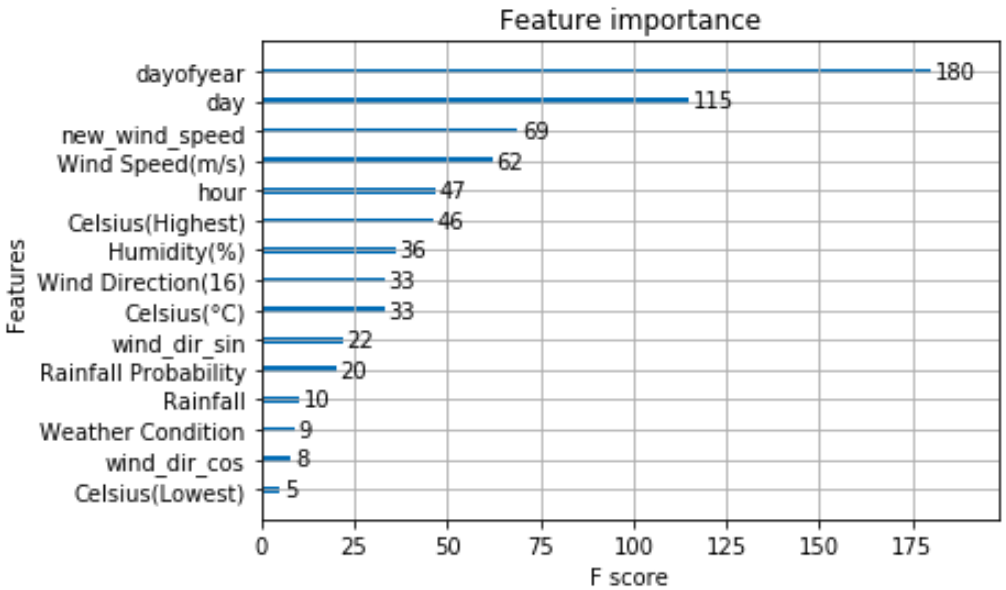 Feature importance
dayofyear 180
day 115
new_wind_speed 69
Wind Speed(m/s) 62
hour 47
Celsius(Highest) 46
Humidity(%) 36
Wind Direction(16) 33
Celsius(°C) 33
wind_dir_sin 22
Rainfall Probability 20
Rainfall 10
Weather Condition 9
wind_dir_cos 8
Celsius(Lowest) 5
Features
0 25 50 75 100 125 150 175
F score